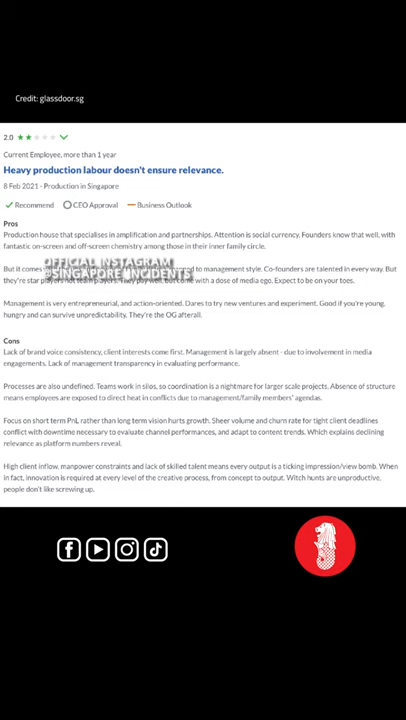 Credit: glassdoor.sg
2.0
Current Employee, more than 1 year
Heavy production labour doesn't ensure relevance.
8 Feb 2021 - Production in Singapore
Recommend CEO Approval Business Outlook
Pros
Production house that specialises in amplification and partnerships. Attention is social currency. Founders know that well, with
fantastic on-screen and off-screen chemistry among those in their inner family circle.
OFFICIAL INSTAGRAM
But it comes to management style. Co-founders are talented in every way. But
@SINGAPORE INCIDENTS
they're star players not team players. They pay well, but come with a dose of media ego. Expect to be on your toes.
Management is very entrepreneurial, and action-oriented. Dares to try new ventures and experiment. Good if you're young,
hungry and can survive unpredictability. They're the OG afterall.
Cons
Lack of brand voice consistency, client interests come first. Management is largely absent - due to involvement in media
engagements. Lack of management transparency in evaluating performance.
Processes are also undefined. Teams work in silos, so coordination is a nightmare for larger scale projects. Absence of structure
means employees are exposed to direct heat in conflicts due to management/family members' agendas.
Focus on short term PnL rather than long term vision hurts growth. Sheer volume and churn rate for tight client deadlines
conflict with downtime necessary to evaluate channel performances, and adapt to content trends. Which explains declining
relevance as platform numbers reveal.
High client inflow, manpower constraints and lack of skilled talent means every output is a ticking impression/view bomb. When
in fact, innovation is required at every level of the creative process, from concept to output. Witch hunts are unproductive,
people don't like screwing up.